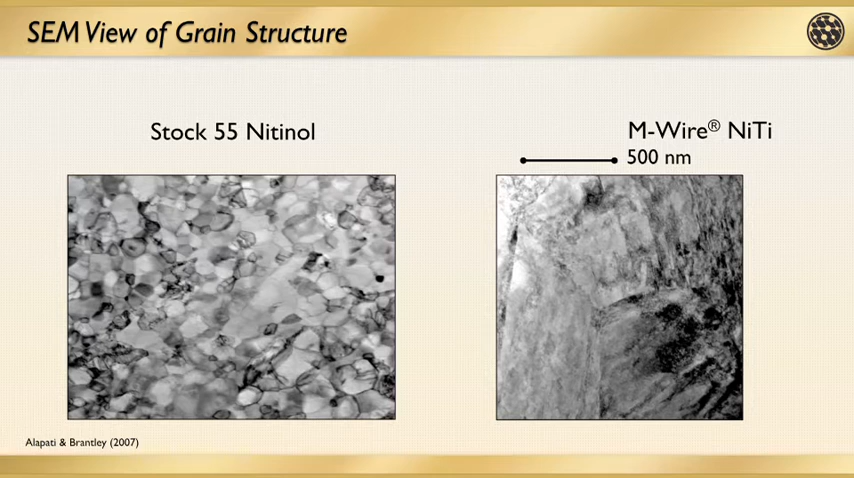 SEM View of Grain Structure
Stock 55 Nitinol
M-Wire® NiTi
500 nm
Alapati & Brantley (2007)